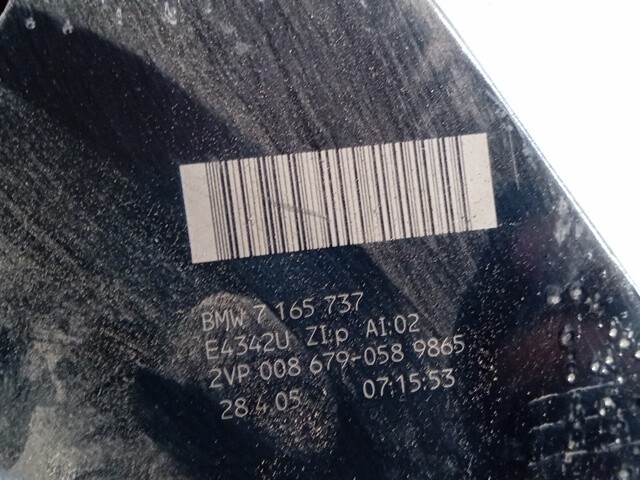 BMW 7 165 737
E4342U ZI:p AI:02
2VP 008 679-058 9865
28.4.05 07:15:53